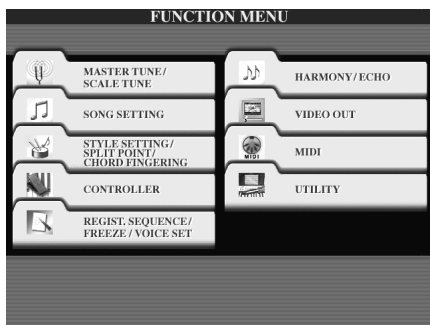 FUNCTION MENU
MASTER TUNE/
SCALE TUNE
SONG SETTING
STYLE SETTING/
SPLIT POINT/
CHORD FINGERING
CONTROLLER
REGIST. SEQUENCE/
FREEZE / VOICE SET
HARMONY/ ECHO
VIDEO OUT
MIDI
MIDI
UTILITY